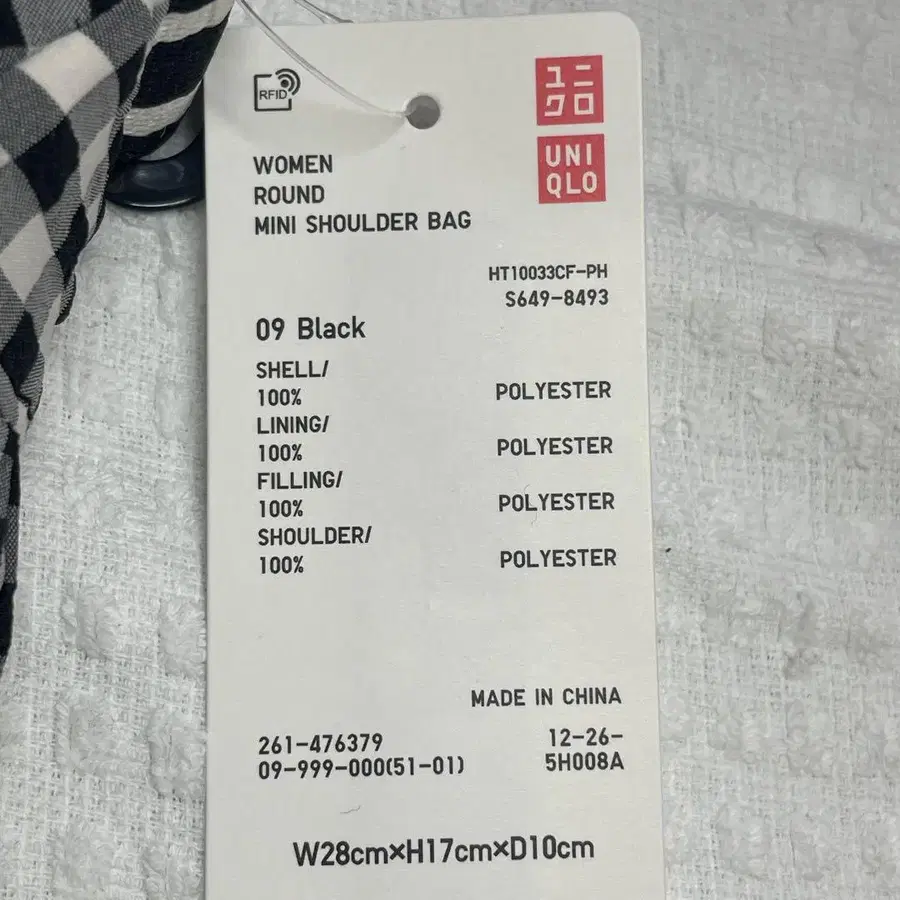 RFID
ユニ
クロ
UNI
QLO
WOMEN
ROUND
MINI SHOULDER BAG
HT10033CF-PH
S649-8493
09 Black
SHELL/
100% POLYESTER
LINING/
100% POLYESTER
FILLING/
100% POLYESTER
SHOULDER/
100% POLYESTER
MADE IN CHINA
261-476379 12-26-
09-999-000(51-01) 5H008A
W28cm×H17cm×D10cm